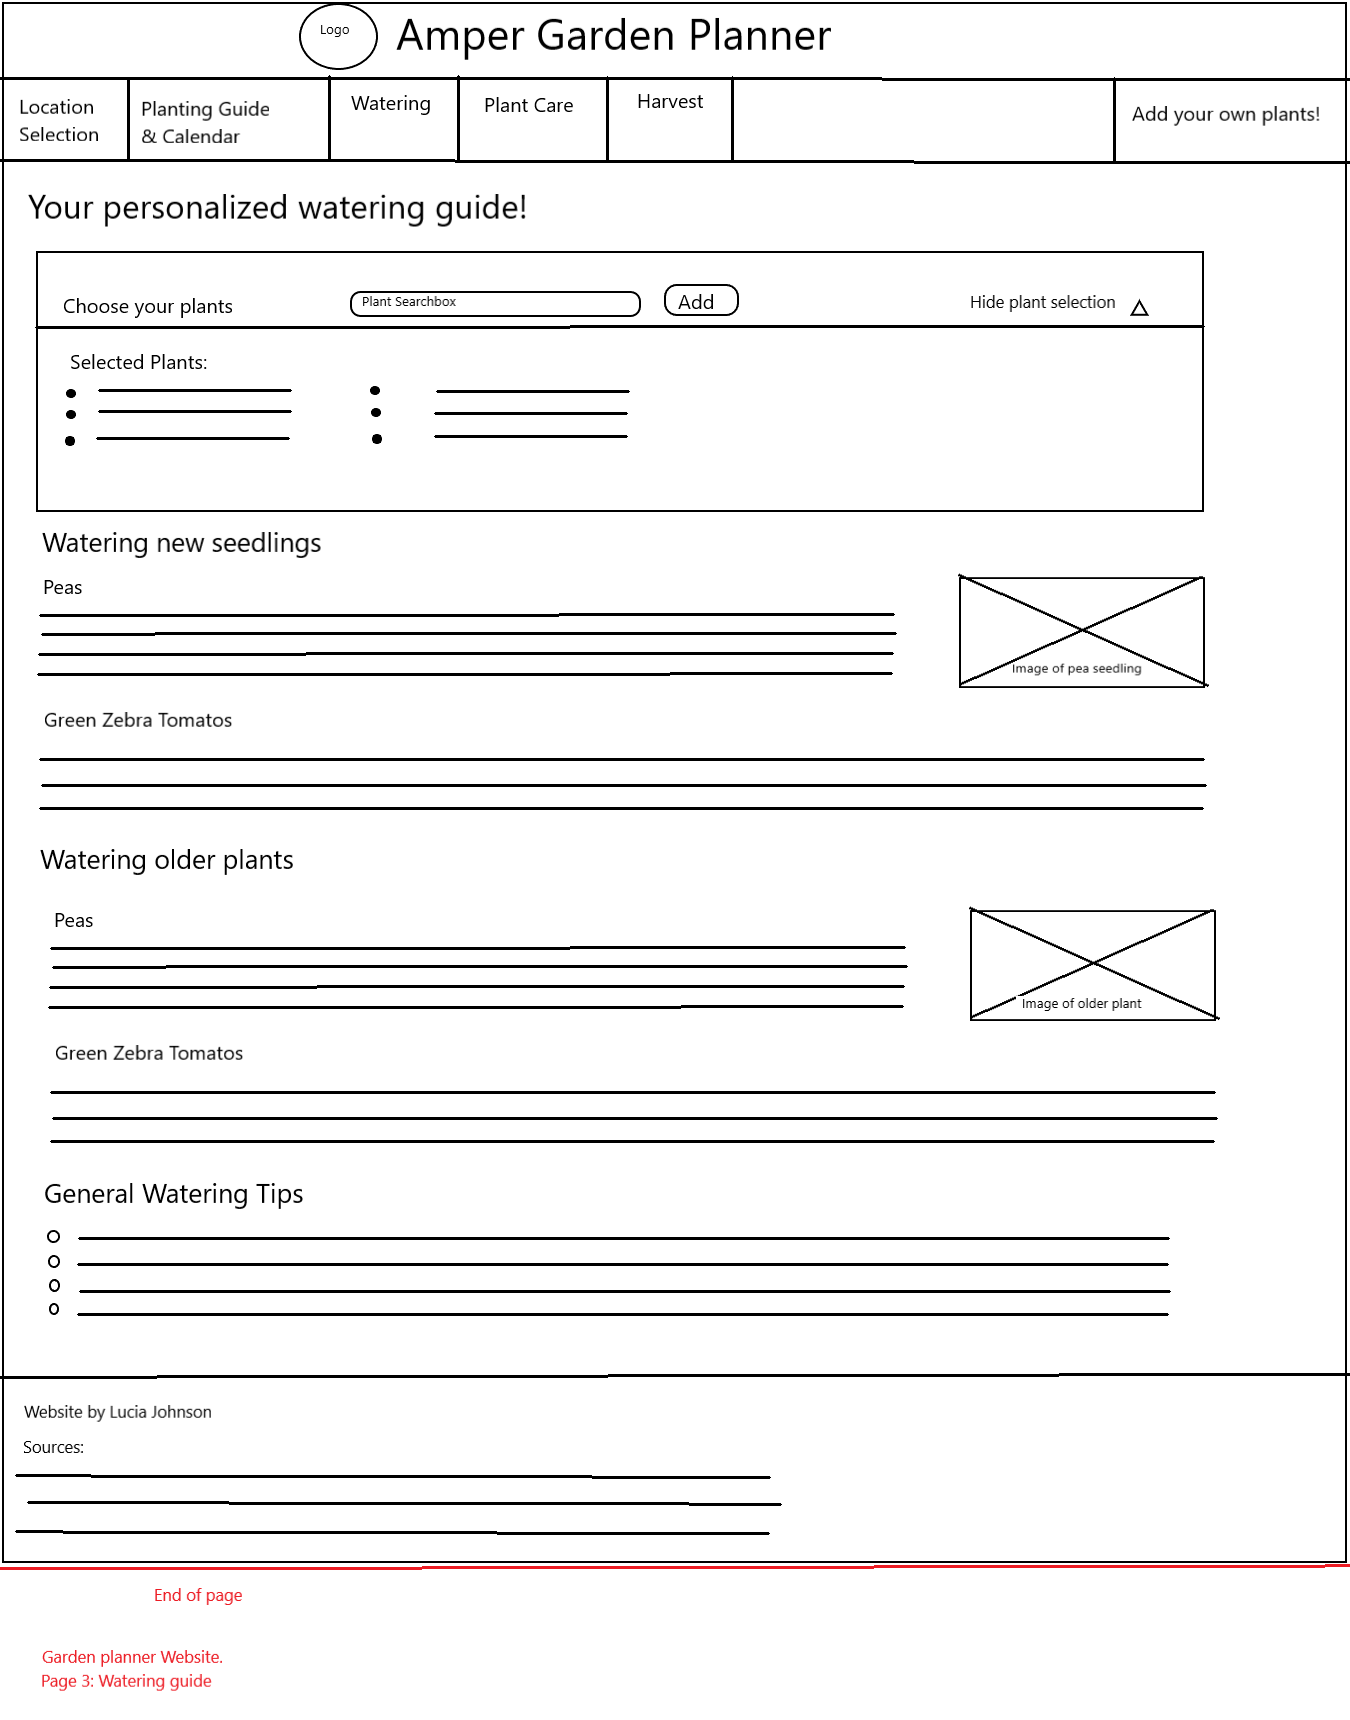 Logo
Amper Garden Planner
Location
Selection
Planting Guide
& Calendar
Watering
Plant Care
Harvest
Add your own plants!
Your personalized watering guide!
Choose your plants
Plant Searchbox
Add
Hide plant selection
Selected Plants:
Watering new seedlings
Peas
Image of pea seedling
Green Zebra Tomatos
Watering older plants
Peas
Image of older plant
Green Zebra Tomatos
General Watering Tips
Website by Lucia Johnson
Sources:
End of page
Garden planner Website.
Page 3: Watering guide